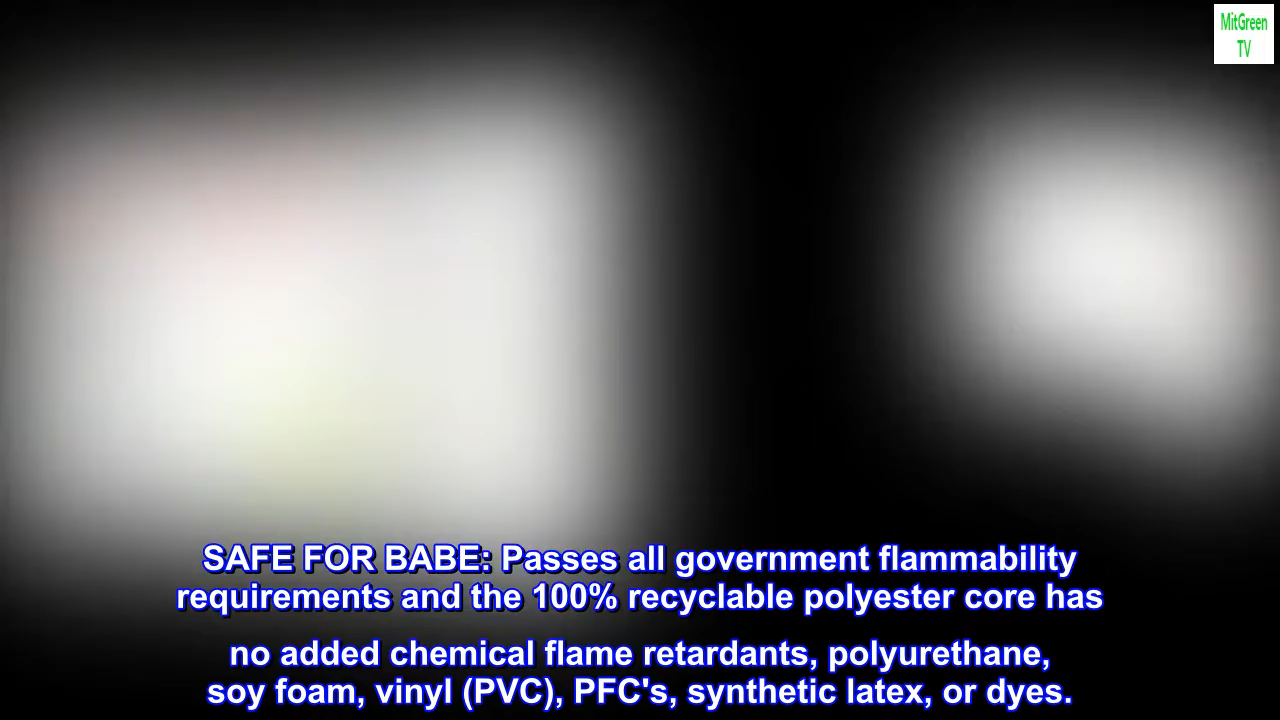 MitGreen
TV
SAFE FOR BABE: Passes all government flammability
requirements and the 100% recyclable polyester core has
no added chemical flame retardants, polyurethane,
soy foam, vinyl (PVC), PFC's, synthetic latex, or dyes.